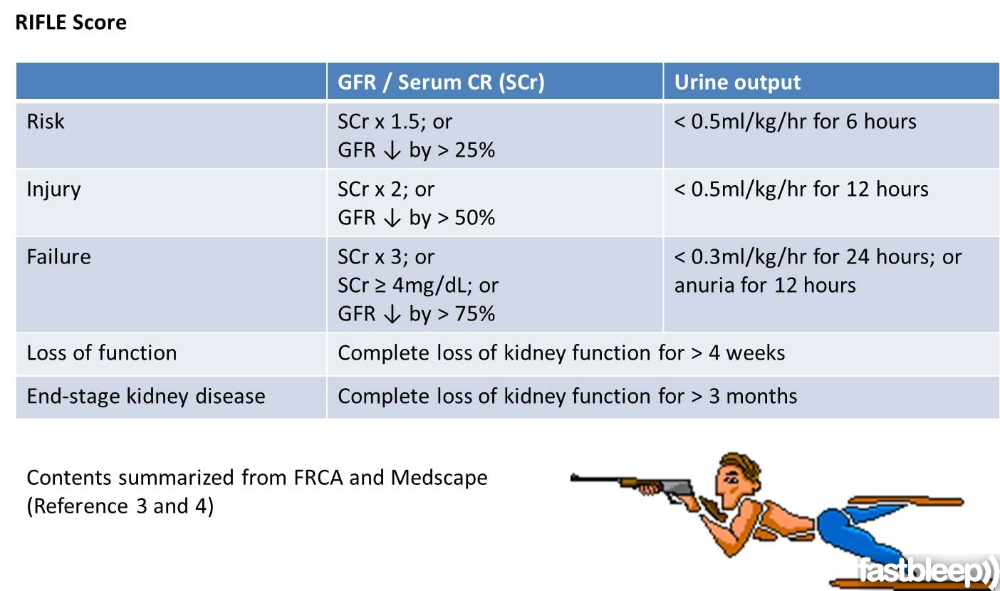 RIFLE Score
GFR / Serum CR (SCr)
Urine output
Risk
SCr x 1.5; or
GFR ↓ by > 25%
< 0.5ml/kg/hr for 6 hours
Injury
SCr x 2; or
GFR ↓ by > 50%
< 0.5ml/kg/hr for 12 hours
Failure
SCr x 3; or
SCr ≥ 4mg/dL; or
GFR ↓ by > 75%
< 0.3ml/kg/hr for 24 hours; or
anuria for 12 hours
Loss of function
Complete loss of kidney function for > 4 weeks
End-stage kidney disease
Complete loss of kidney function for > 3 months
Contents summarized from FRCA and Medscape
(Reference 3 and 4)
fastbleep